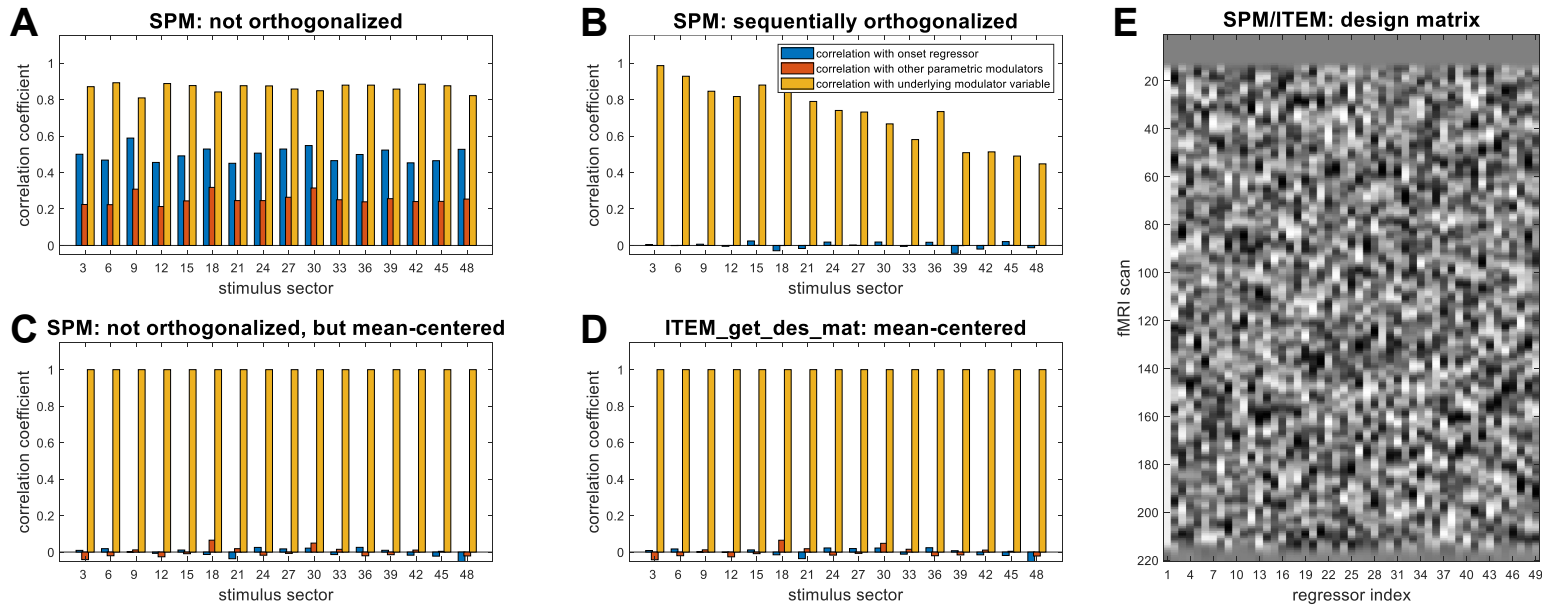 A
SPM: not orthogonalized
correlation coefficient
1
0.8
0.6
0.4
0.2
0
3 6 9 12 15 18 21 24 27 30 33 36 39 42 45 48
stimulus sector
B
SPM: sequentially orthogonalized
correlation with onset regressor
correlation with other parametric modulators
correlation with underlying modulator variable
correlation coefficient
1
0.8
0.6
0.4
0.2
0
3 6 9 12 15 18 21 24 27 30 33 36 39 42 45 48
stimulus sector
C
SPM: not orthogonalized, but mean-centered
correlation coefficient
1
0.8
0.6
0.4
0.2
0
3 6 9 12 15 18 21 24 27 30 33 36 39 42 45 48
stimulus sector
D
ITEM_get_des_mat: mean-centered
correlation coefficient
1
0.8
0.6
0.4
0.2
0
3 6 9 12 15 18 21 24 27 30 33 36 39 42 45 48
stimulus sector
E
SPM/ITEM: design matrix
fMRI scan
20
40
60
80
100
120
140
160
180
200
220
1 4 7 10 13 16 19 22 25 28 31 34 37 40 43 46 49
regressor index